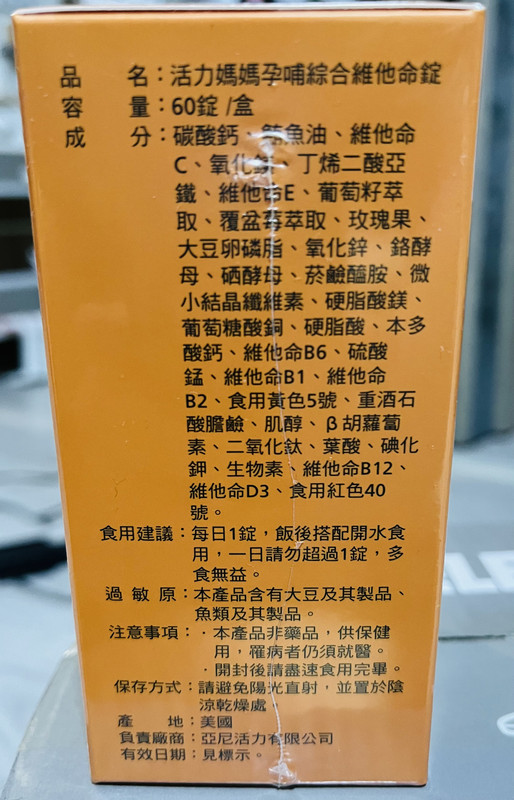 品 名：活力媽媽孕哺綜合維他命錠
容 量：60錠 /盒
成 分：碳酸鈣、鮪魚油、維他命
C、氧化鎂、丁烯二酸亞
鐵、維他命E、葡萄籽萃
取、覆盆莓萃取、玫瑰果、
大豆卵磷脂、氧化鋅、鉻酵
母、硒酵母、菸鹼醯胺、微
小結晶纖維素、硬脂酸鎂、
葡萄糖酸銅、硬脂酸、本多
酸鈣、維他命B6、硫酸
錳、維他命B1、維他命
B2、食用黃色5號、重酒石
酸膽鹼、肌醇、β胡蘿蔔
素、二氧化鈦、葉酸、碘化
鉀、生物素、維他命B12、
維他命D3、食用紅色40
號。
食用建議：每日1錠，飯後搭配開水食
用，一日請勿超過1錠，多
食無益。
過 敏 原：本產品含有大豆及其製品、
魚類及其製品。
注意事項：·本產品非藥品，供保健
用，罹病者仍須就醫。
·開封後請盡速食用完畢。
保存方式：請避免陽光直射，並置於陰
涼乾燥處。
產 地：美國
負責廠商：亞尼活力有限公司
有效日期：見標示。